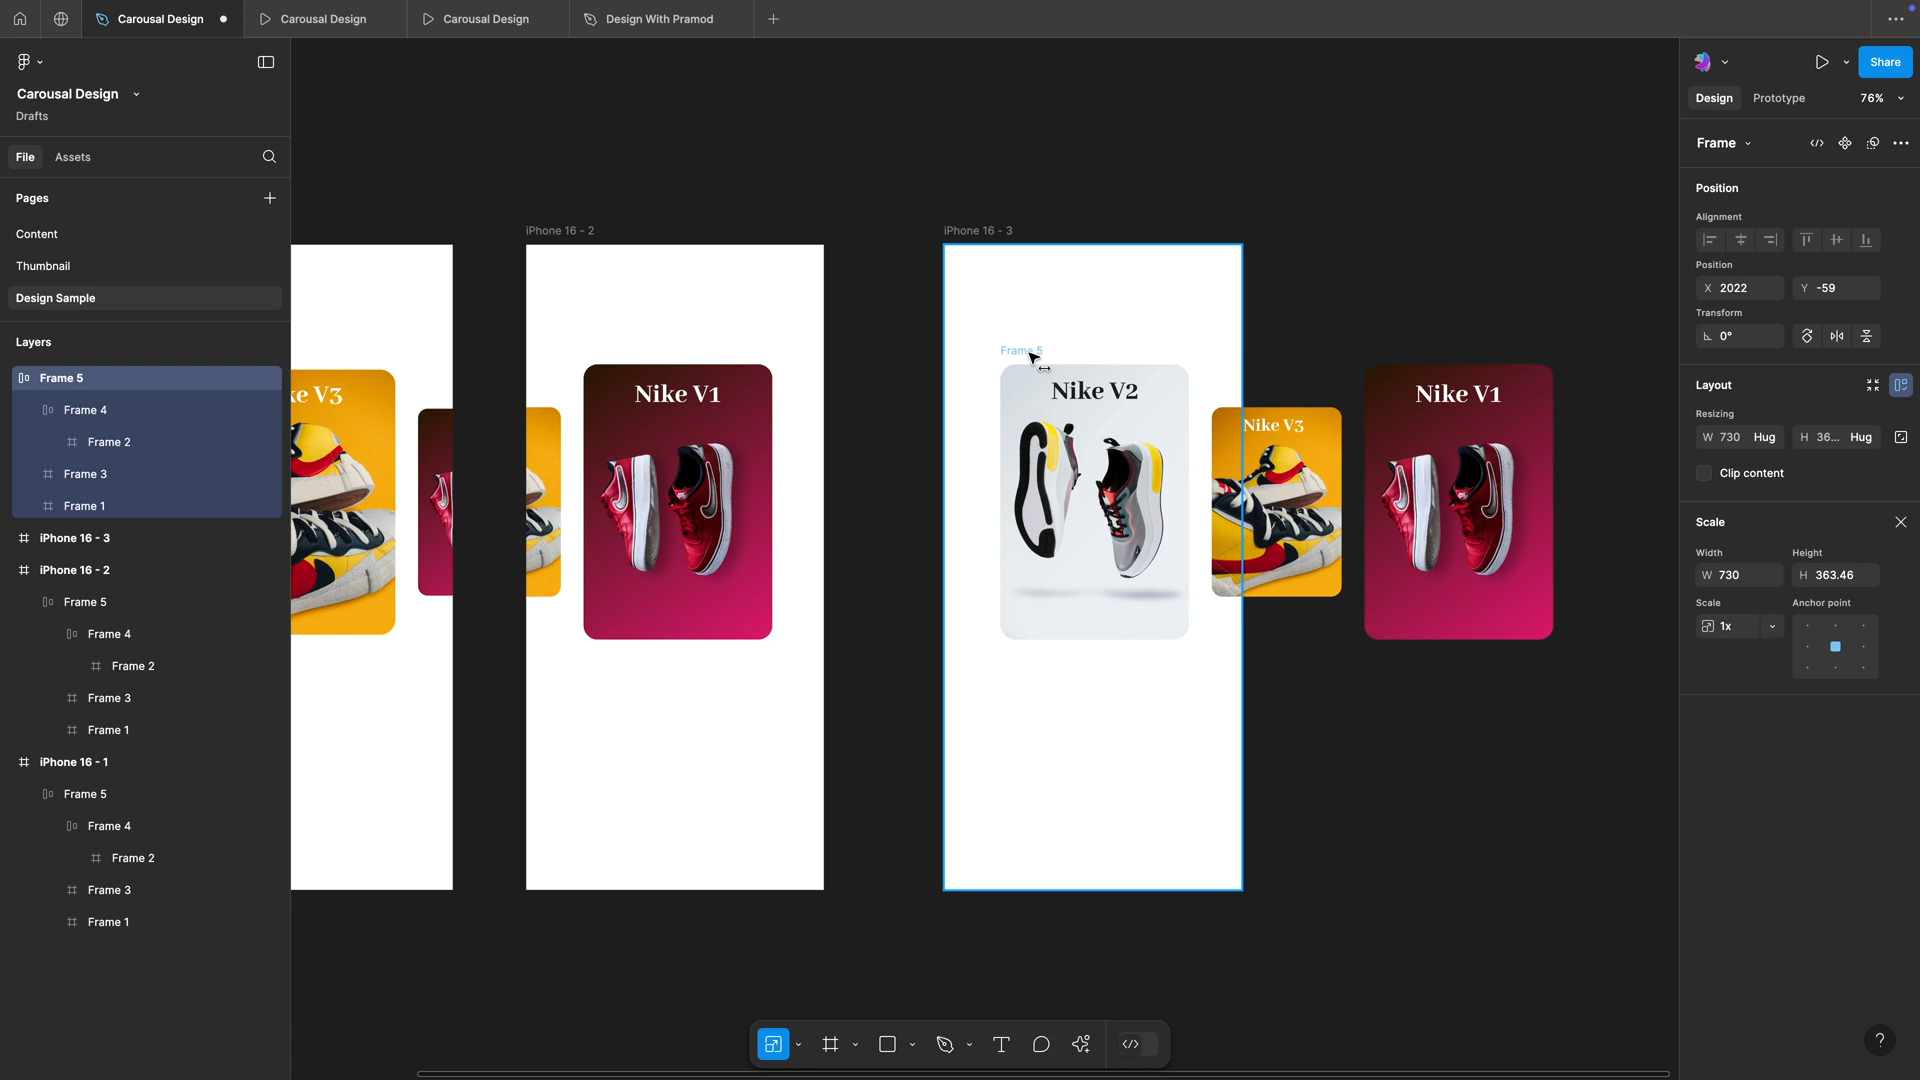 Carousal Design
Carousal Design
Carousal Design
Design With Pramod
Carousal Design
Drafts
File
Assets
Pages
Content
Thumbnail
Design Sample
Layers
Frame 5
Frame 4
Frame 2
Frame 3
Frame 1
iPhone 16 - 3
iPhone 16 - 2
Frame 5
Frame 4
Frame 2
Frame 3
Frame 1
iPhone 16 - 1
Frame 5
Frame 4
Frame 2
Frame 3
Frame 1
ke V3
iPhone 16 - 2
Nike V1
iPhone 16 - 3
Frame 5
Nike V2
Nike V3
Nike V1
Share
Design
Prototype
76%
Frame
Position
Alignment
Position
X 2022
Y -59
Transform
0°
Layout
Resizing
W 730 Hug
H 36... Hug
Clip content
Scale
Width
Height
W 730
H 363.46
Scale
Anchor point
1x
?